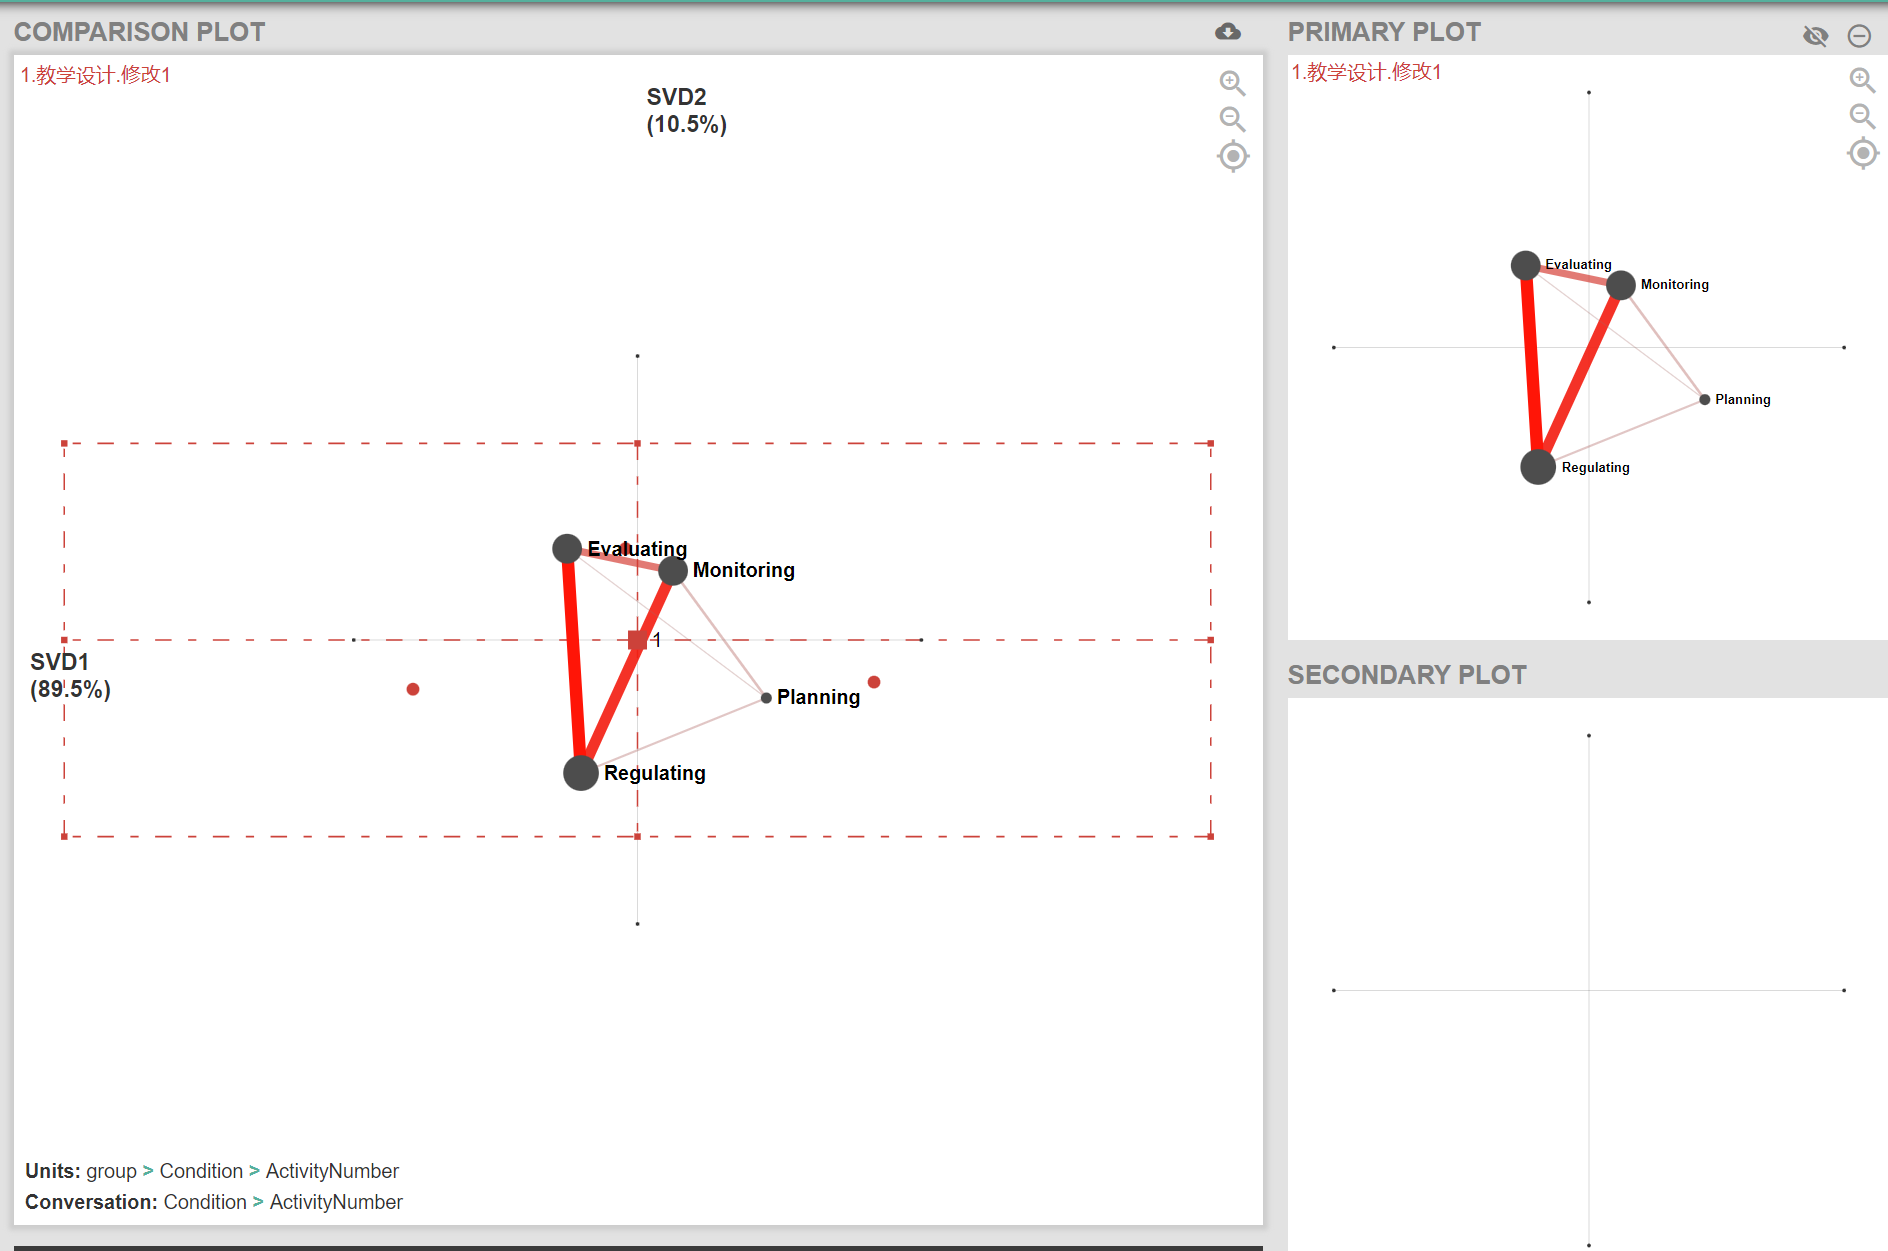 COMPARISON PLOT
1.教学设计.修改1
SVD2
(10.5%)
Evaluating
Monitoring
1
SVD1
(89.5%)
Planning
Regulating
Units: group > Condition > ActivityNumber
Conversation: Condition > ActivityNumber
PRIMARY PLOT
1.教学设计.修改1
Evaluating
Monitoring
Planning
Regulating
SECONDARY PLOT